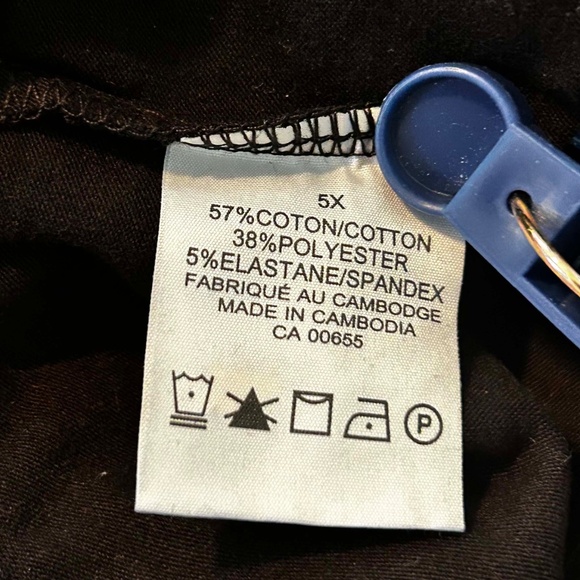 5X
57%COTON/COTTON
38%POLYESTER
5%ELASTANE/SPANDEX
FABRIQUÉ AU CAMBODGE
MADE IN CAMBODIA
CA 00655
P